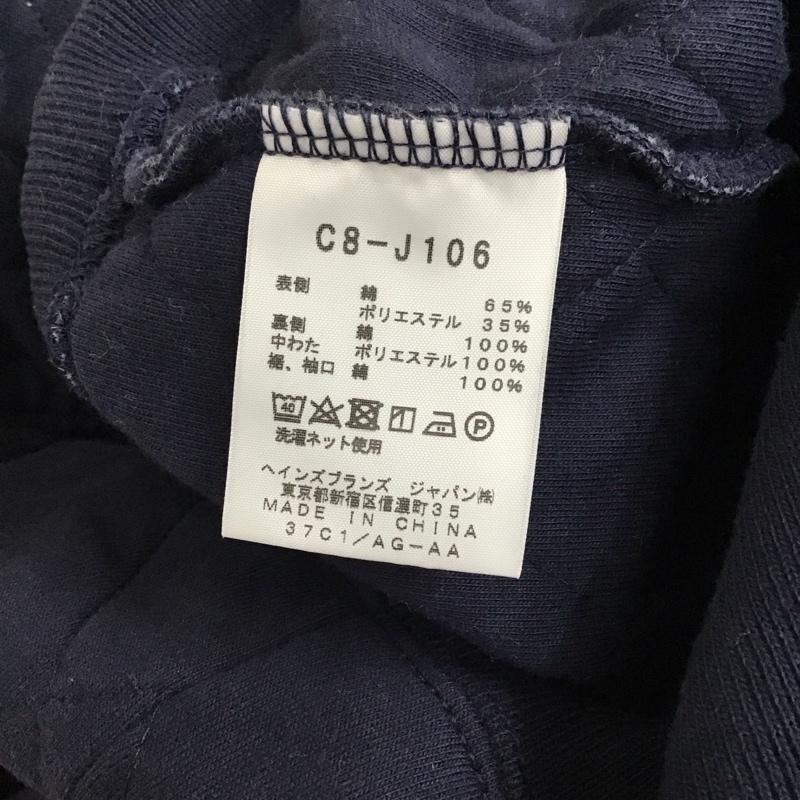 C8-J106
表側 綿 65%
ポリエステル 35%
裏側 綿 100%
中わた ポリエステル 100%
裾、袖口 綿 100%
40 P
洗濯ネット使用
ヘインズブランズ ジャパン㈱
東京都新宿区信濃町35
MADE IN CHINA
37C1/AG-AA